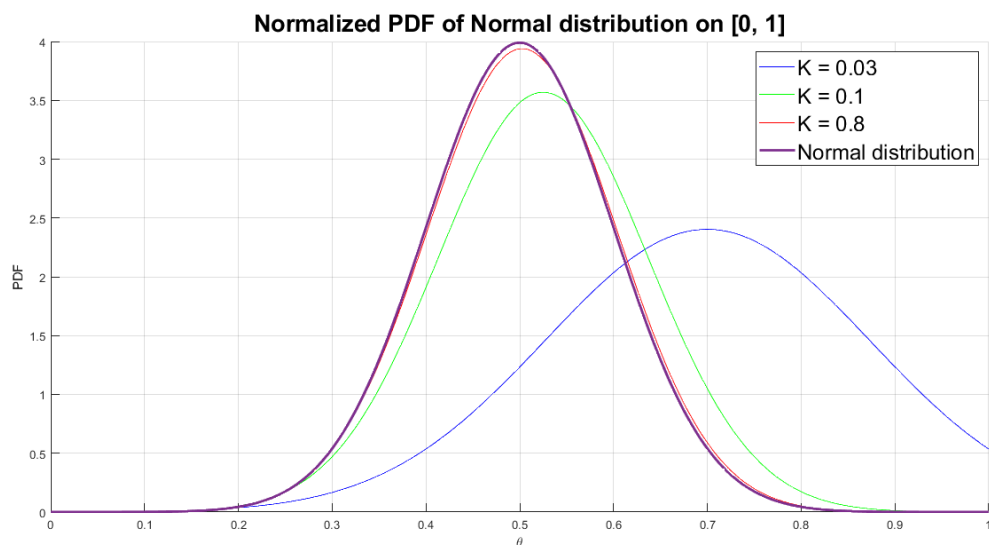 Normalized PDF of Normal distribution on [0, 1]
4
3.5
3
2.5
2
1.5
1
0.5
0
PDF
K = 0.03
K = 0.1
K = 0.8
Normal distribution
0 0.1 0.2 0.3 0.4 0.5 0.6 0.7 0.8 0.9 1
θ